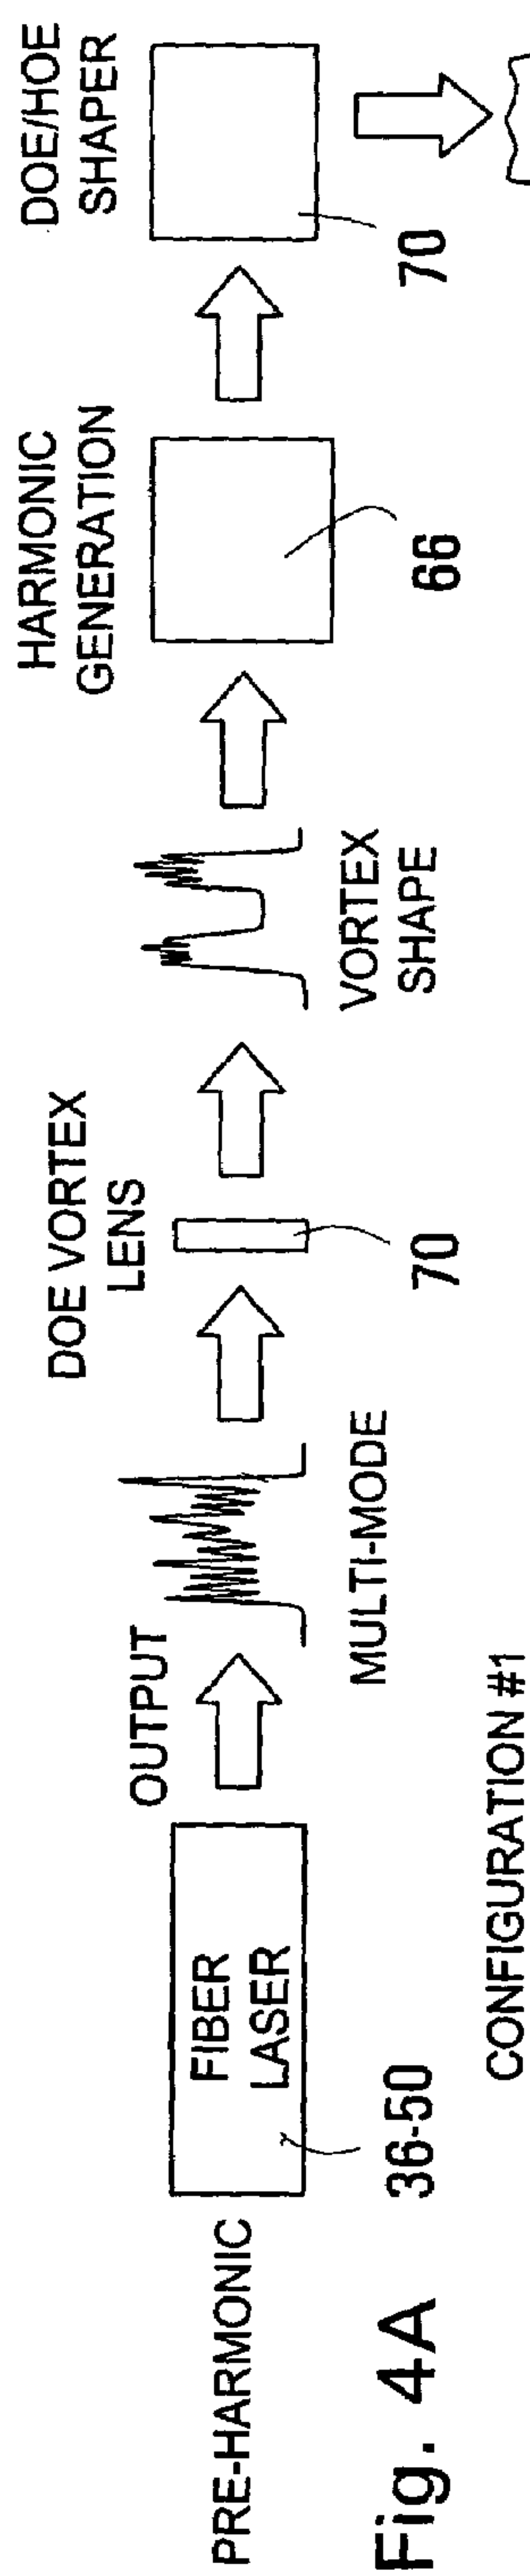 PRE-HARMONIC
FIBER
LASER
36-50
OUTPUT
MULTI-MODE
DOE VORTEX
LENS
70
VORTEX
SHAPE
HARMONIC
GENERATION
66
DOE/HOE
SHAPER
70
CONFIGURATION #1
Fig. 4A